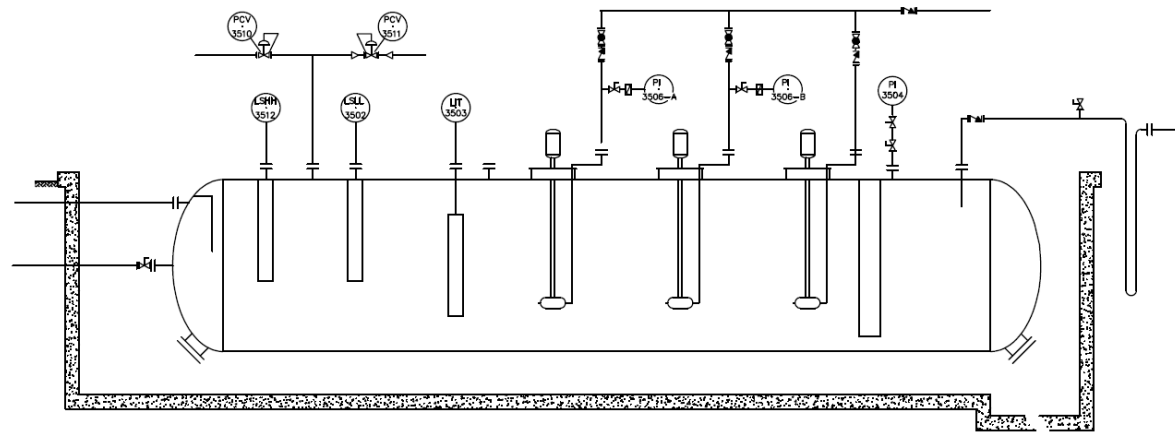 PCV
3510
PCV
3511
LSHH
3512
LSLL
3502
LIT
3503
PI
3506-A
PI
3506-B
PI
3504